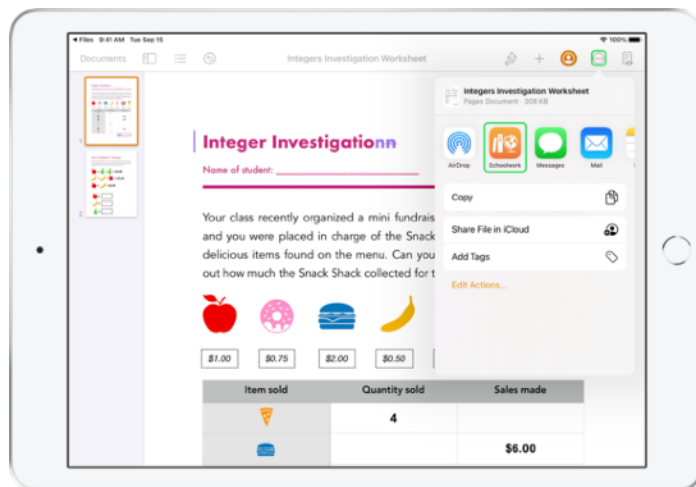 Files 9:41 AM Tue Sep 15 100%
Documents Integers Investigation Worksheet
Integers Investigation Worksheet
Pages Document - 308 KB
AirDrop Schoolwork Messages Mail
Copy
Share File in iCloud
Add Tags
Edit Actions...
1
2
Integer Investigationnn
Name of student:
Your class recently organized a mini fundrais
and you were placed in charge of the Snack
delicious items found on the menu. Can you
out how much the Snack Shack collected for t
$1.00 $0.75 $2.00 $0.50
Item sold Quantity sold Sales made
4
$6.00